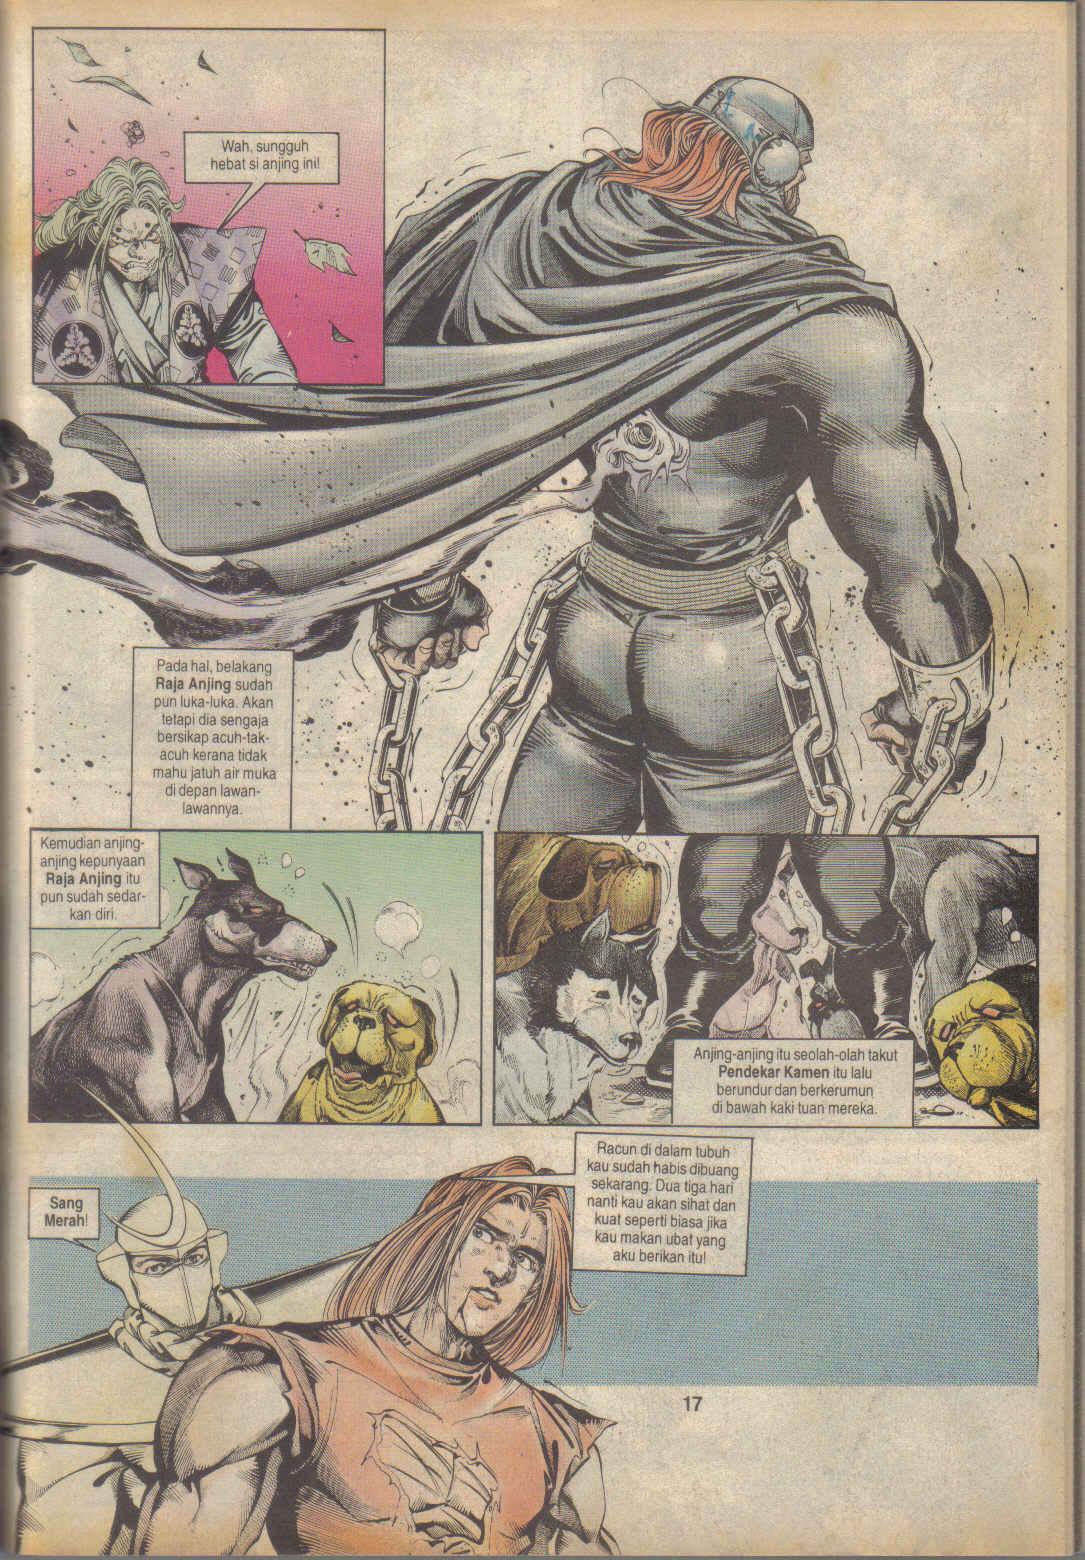 Wah, sungguh
hebat si anjing ini!
Pada hal, belakang
Raja Anjing sudah
pun luka-luka. Akan
tetapi dia sengaja
bersikap acuh-tak-
acuh kerana tidak
mahu jatuh air muka
di depan lawan-
lawannya.
Kemudian anjing-
anjing kepunyaan
Raja Anjing itu
pun sudah sedar-
kan diri.
Anjing-anjing itu seolah-olah takut
Pendekar Kamen itu lalu
berundur dan berkerumun
di bawah kaki tuan mereka.
Sang
Merah!
Racun di dalam tubuh
kau sudah habis dibuang
sekarang. Dua tiga hari
nanti kau akan sihat dan
kuat seperti biasa jika
kau makan ubat yang
aku berikan itu!
17